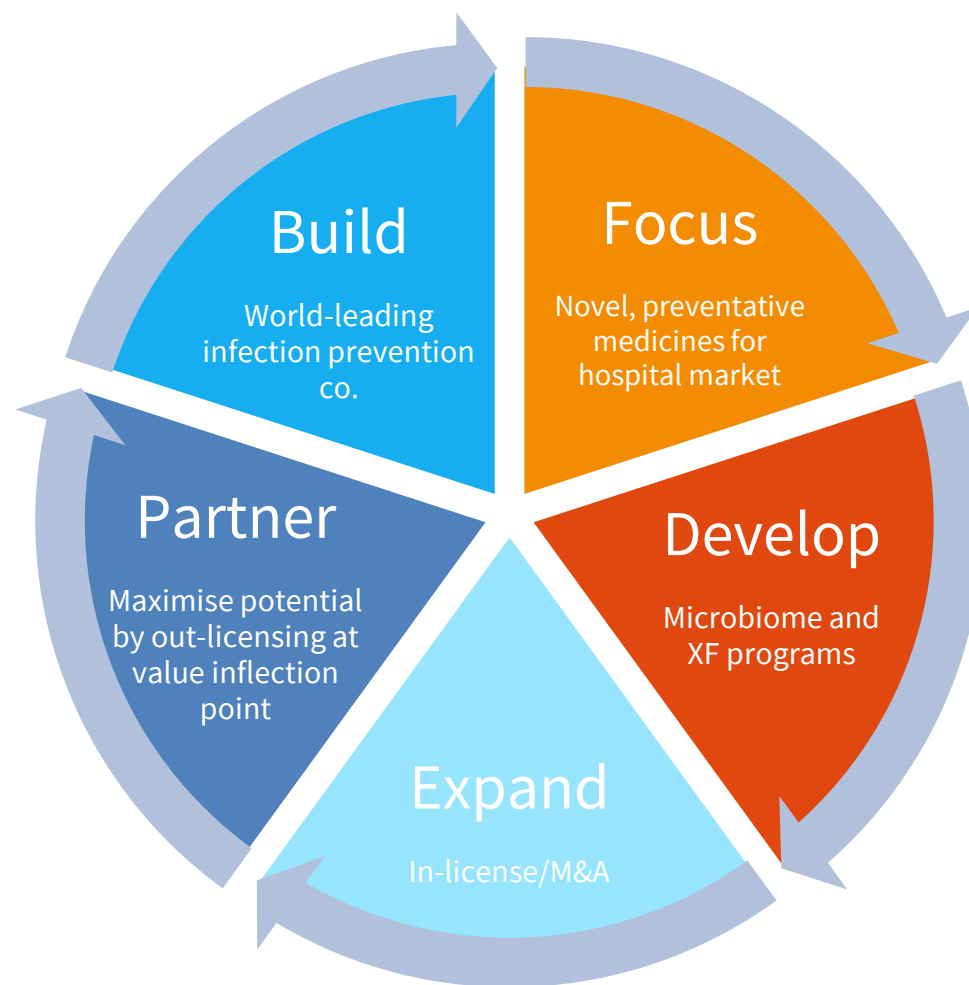 Build
World-leading
infection prevention
co.
Focus
Novel, preventative
medicines for
hospital market
Partner
Maximise potential
by out-licensing at
value inflection
point
Develop
Microbiome and
XF programs
Expand
In-license/M&A